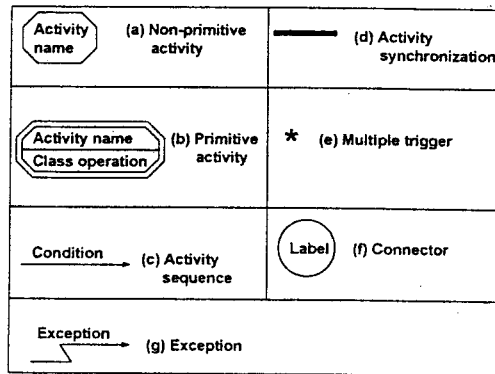 Activity
name
(a) Non-primitive
activity
(d) Activity
synchronization
Activity name
Class operation
(b) Primitive
activity
* (e) Multiple trigger
Condition
(c) Activity
sequence
Label
(f) Connector
Exception
(g) Exception